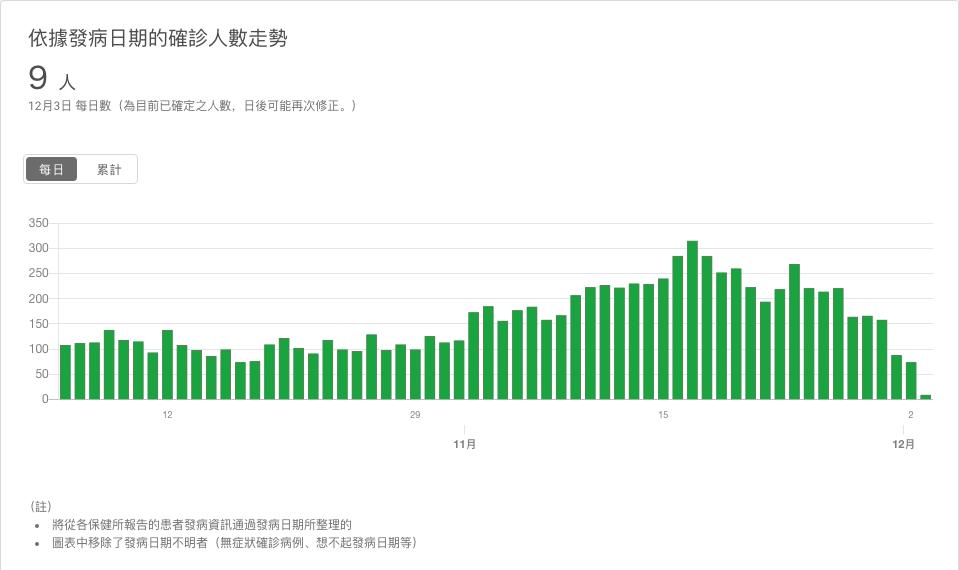 依據發病日期的確診人數走勢
9 人
12月3日 每日數（為目前已確定之人數，日後可能再次修正。）
每日 累計
350
300
250
200
150
100
50
0
12 29 15 2
11月 12月
（註）
• 將從各保健所報告的患者發病資訊通過發病日期所整理的
• 圖表中移除了發病日期不明者（無症狀確診病例、想不起發病日期等）